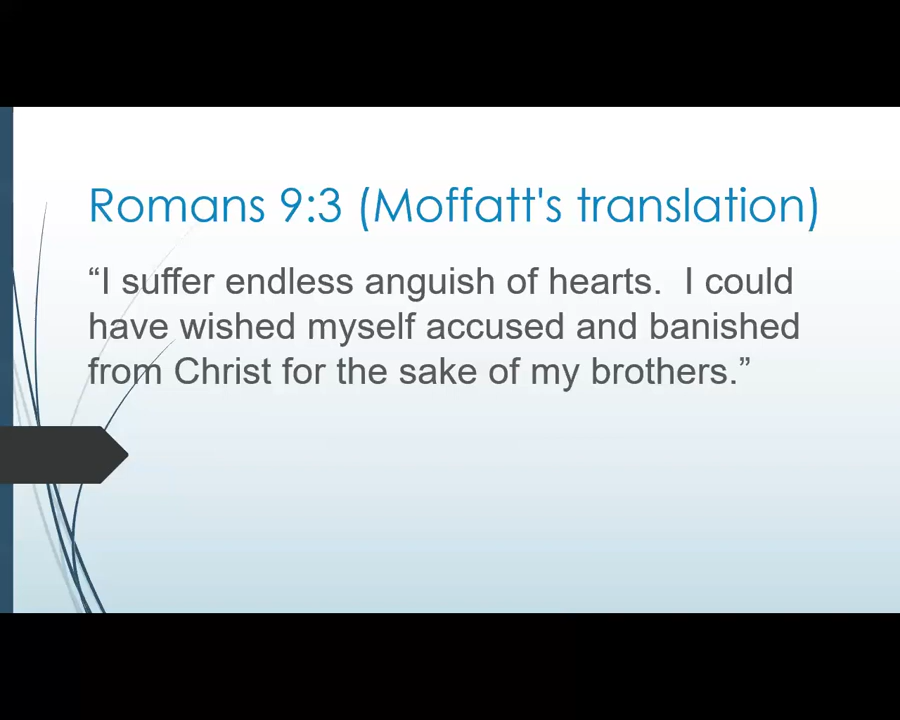 Romans 9:3 (Moffatt's translation)
“I suffer endless anguish of hearts.  I could
have wished myself accused and banished
from Christ for the sake of my brothers.”